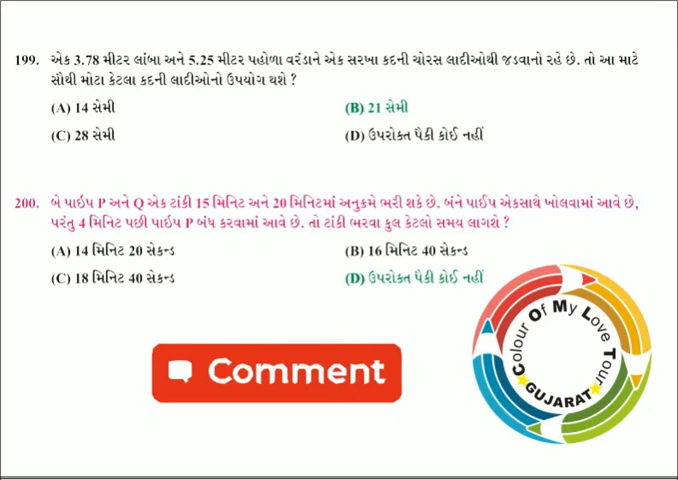 199. એક 3.78 મીટર લાંબા અને 5.25 મીટર પહોળા વરંડાને એક સરખા કદની ચોરસ લાદીઓથી જડવાનો રહે છે. તો આ માટે
સૌથી મોટા કેટલા કદની લાદીઓનો ઉપયોગ થશે ?
(A) 14 સેમી (B) 21 સેમી
(C) 28 સેમી (D) ઉપરોક્ત પૈકી કોઈ નહીં
200. બે પાઇપ P અને Q એક ટાંકી 15 મિનિટ અને 20 મિનિટમાં અનુક્રમે ભરી શકે છે. બંને પાઈપ એકસાથે ખોલવામાં આવે છે,
પરંતુ 4 મિનિટ પછી પાઇપ P બંધ કરવામાં આવે છે. તો ટાંકી ભરવા કુલ કેટલો સમય લાગશે ?
(A) 14 મિનિટ 20 સેકન્ડ (B) 16 મિનિટ 40 સેકન્ડ
(C) 18 મિનિટ 40 સેકન્ડ (D) ઉપરોક્ત પૈકી કોઈ નહીં
Colour Of My Love Tour
GUJARAT
Comment